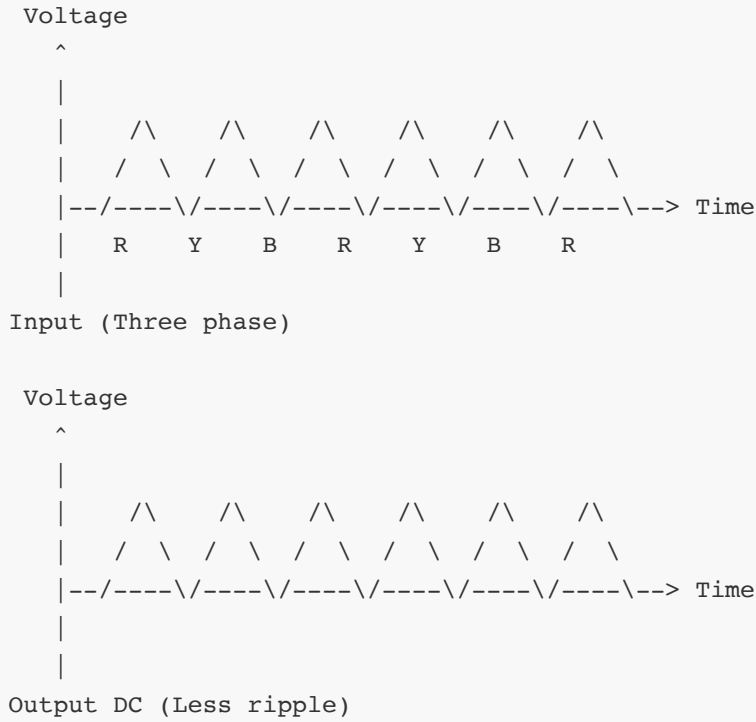 Voltage
^
|
|    /\    /\    /\    /\    /\    /\
|   /  \  /  \  /  \  /  \  /  \  /  \
|--/----\/----\/----\/----\/----\/----\--> Time
|   R    Y    B    R    Y    B    R
|
Input (Three phase)
Voltage
^
|
|    /\    /\    /\    /\    /\    /\
|   /  \  /  \  /  \  /  \  /  \  /  \
|--/----\/----\/----\/----\/----\/----\--> Time
|
|
Output DC (Less ripple)